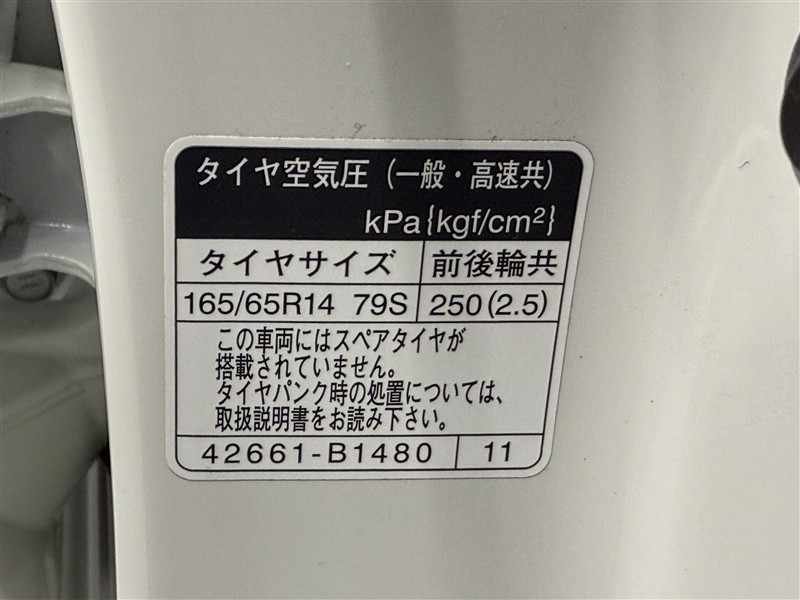 タイヤ空気圧 (一般・高速共)
kPa{kgf/cm²}
タイヤサイズ 前後輪共
165/65R14 79S 250(2.5)
この車両にはスペアタイヤが
搭載されていません。
タイヤパンク時の処置については、
取扱説明書をお読み下さい。
42661-B1480 11